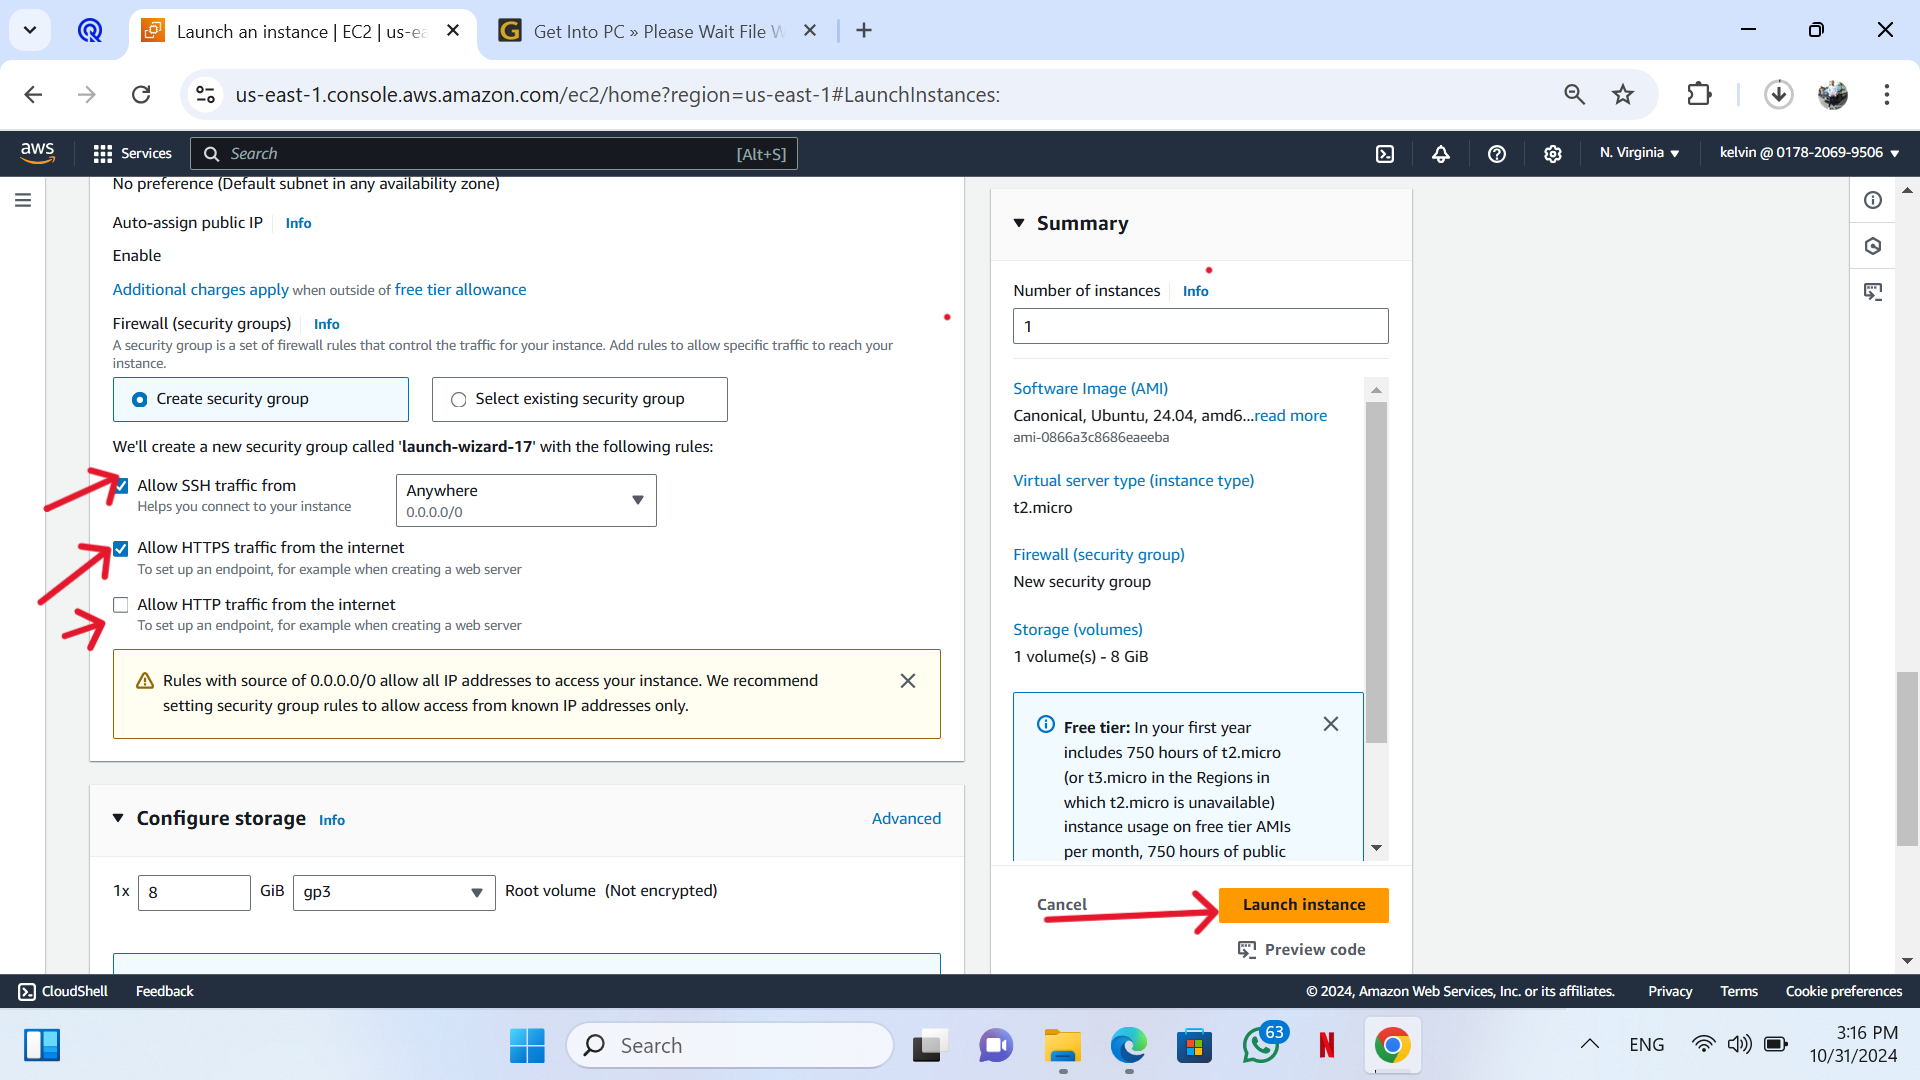 Launch an instance | EC2 | us-ea
Get Into PC » Please Wait File W
us-east-1.console.aws.amazon.com/ec2/home?region=us-east-1#LaunchInstances:
aws
Services
Search
[Alt+S]
N. Virginia
kelvin @ 0178-2069-9506
No preference (Default subnet in any availability zone)
Auto-assign public IP
Info
Enable
Additional charges apply when outside of free tier allowance
Firewall (security groups)
Info
A security group is a set of firewall rules that control the traffic for your instance. Add rules to allow specific traffic to reach your
instance.
Create security group
Select existing security group
We'll create a new security group called 'launch-wizard-17' with the following rules:
Allow SSH traffic from
Helps you connect to your instance
Anywhere
0.0.0.0/0
Allow HTTPS traffic from the internet
To set up an endpoint, for example when creating a web server
Allow HTTP traffic from the internet
To set up an endpoint, for example when creating a web server
Rules with source of 0.0.0.0/0 allow all IP addresses to access your instance. We recommend
setting security group rules to allow access from known IP addresses only.
Configure storage
Info
Advanced
1x
8
GiB
gp3
Root volume (Not encrypted)
Summary
Number of instances
Info
1
Software Image (AMI)
Canonical, Ubuntu, 24.04, amd6...read more
ami-0866a3c8686eaeeba
Virtual server type (instance type)
t2.micro
Firewall (security group)
New security group
Storage (volumes)
1 volume(s) - 8 GiB
Free tier: In your first year
includes 750 hours of t2.micro
(or t3.micro in the Regions in
which t2.micro is unavailable)
instance usage on free tier AMIs
per month, 750 hours of public
Cancel
Launch instance
Preview code
CloudShell
Feedback
© 2024, Amazon Web Services, Inc. or its affiliates.
Privacy
Terms
Cookie preferences
Search
63
N
ENG
3:16 PM
10/31/2024